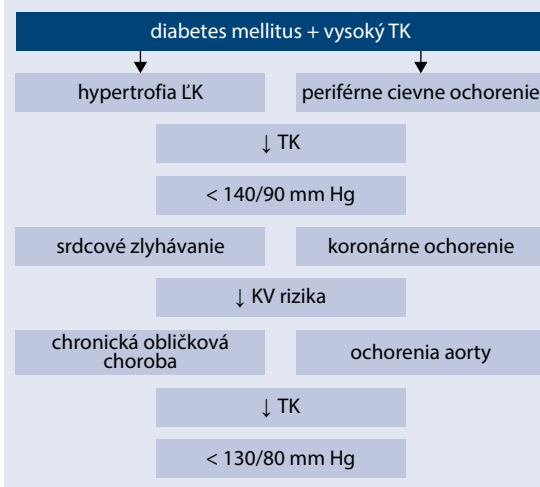 diabetes mellitus + vysoký TK
hypertrofia ĽK
periférne cievne ochorenie
↓ TK
< 140/90 mm Hg
srdcové zlyhávanie
koronárne ochorenie
↓ KV rizika
chronická obličková
choroba
ochorenia aorty
↓ TK
< 130/80 mm Hg